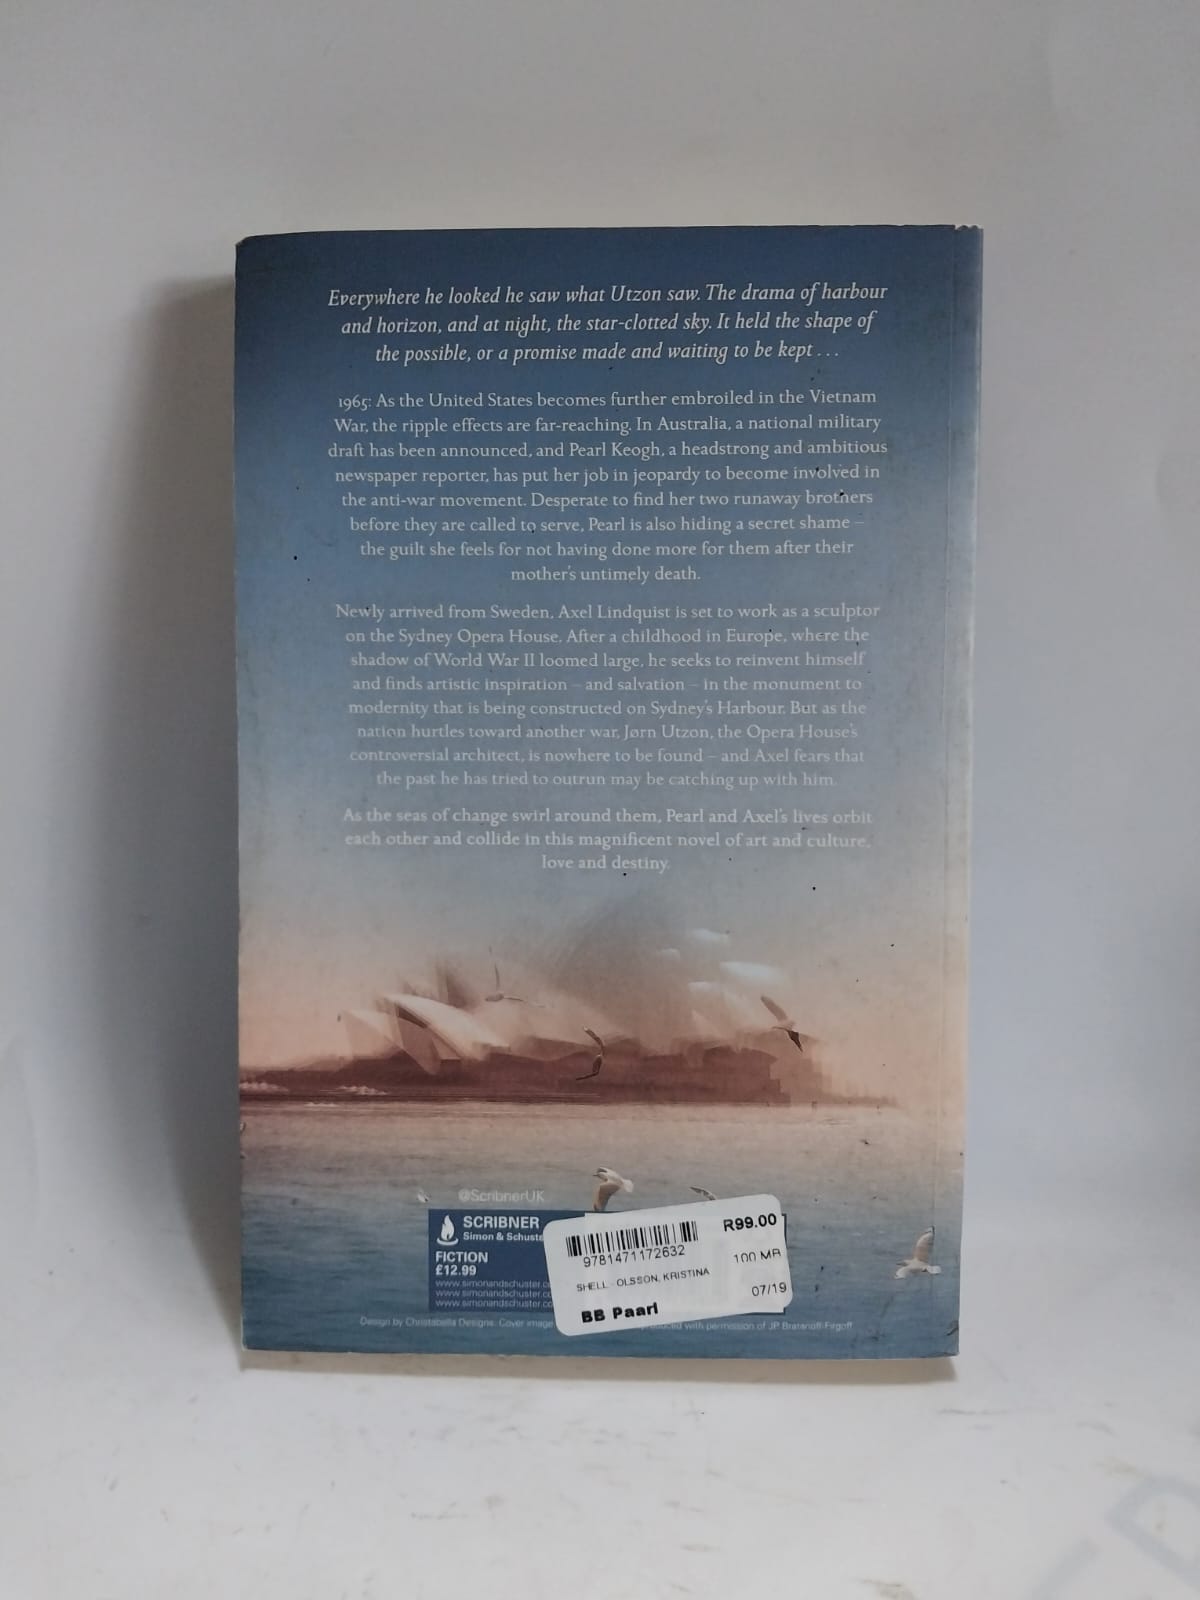 Everywhere he looked he saw what Utzon saw. The drama of harbour
and horizon, and at night, the star-clotted sky. It held the shape of
the possible, or a promise made and waiting to be kept . . .
1965: As the United States becomes further embroiled in the Vietnam
War, the ripple effects are far-reaching. In Australia, a national military
draft has been announced, and Pearl Keogh, a headstrong and ambitious
newspaper reporter, has put her job in jeopardy to become involved in
the anti-war movement. Desperate to find her two runaway brothers
before they are called to serve, Pearl is also hiding a secret shame –
the guilt she feels for not having done more for them after their
mother's untimely death.
Newly arrived from Sweden, Axel Lindquist is set to work as a sculptor
on the Sydney Opera House. After a childhood in Europe, where the
shadow of World War II loomed large, he seeks to reinvent himself
and finds artistic inspiration – and salvation – in the monument to
modernity that is being constructed on Sydney's Harbour. But as the
nation hurtles toward another war, Jørn Utzon, the Opera House's
controversial architect, is nowhere to be found – and Axel fears that
the past he has tried to outrun may be catching up with him.
As the seas of change swirl around them, Pearl and Axel's lives orbit
each other and collide in this magnificent novel of art and culture,
love and destiny.
@ScribnerUK
SCRIBNER
Simon & Schuste
FICTION
£12.99
www.simonandschuster.co
www.simonandschuster.co
www.simonandschuster.co
R99.00
9781471172632
100 MR
SHELL - OLSSON, KRISTINA
07/19
BB Paarl
Design by Christabella Designs. Cover image with permission of JP Bratanoff-Firgoff